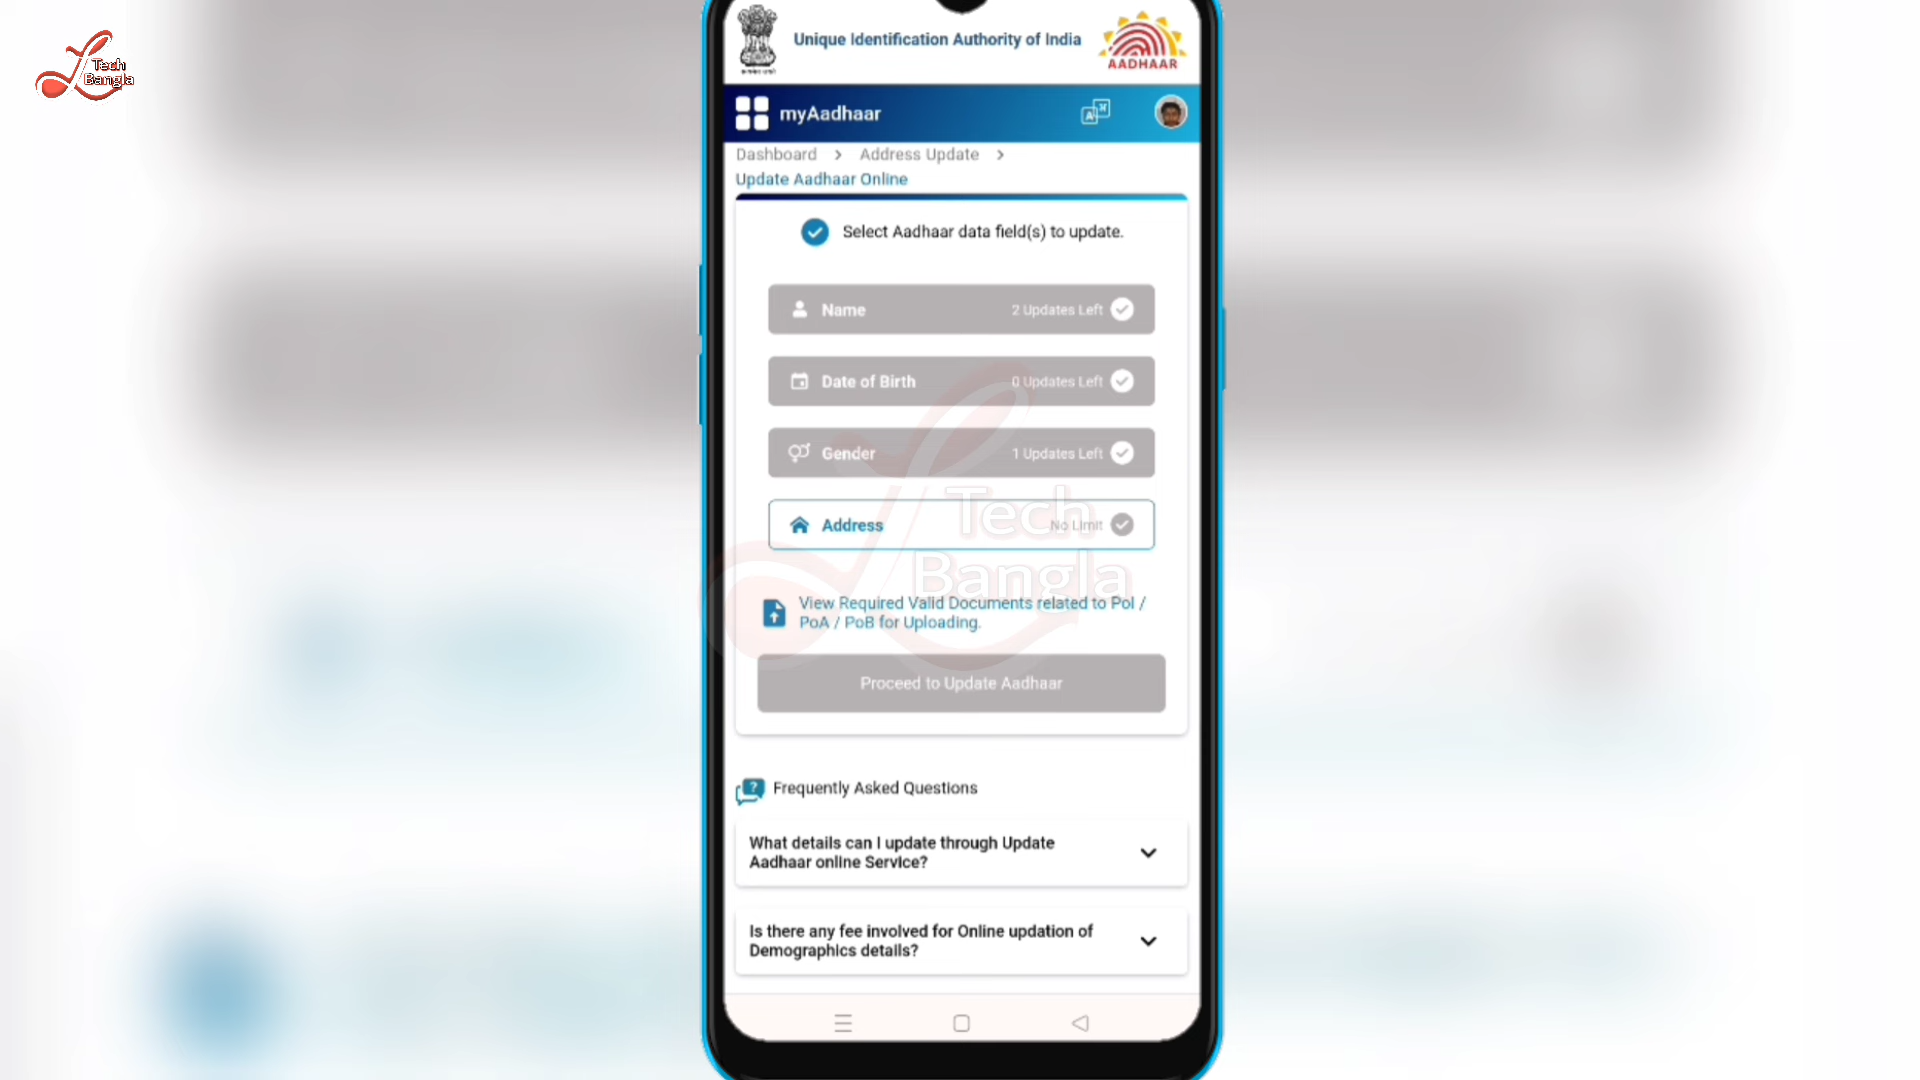 Tech
Bangla
Unique Identification Authority of India
AADHAAR
myAadhaar
Dashboard > Address Update >
Update Aadhaar Online
Select Aadhaar data field(s) to update.
Name 2 Updates Left
Date of Birth 0 Updates Left
Gender 1 Updates Left
Address No Limit
Tech
Bangla
View Required Valid Documents related to PoI /
PoA / PoB for Uploading.
Proceed to Update Aadhaar
Frequently Asked Questions
What details can I update through Update
Aadhaar online Service?
Is there any fee involved for Online updation of
Demographics details?